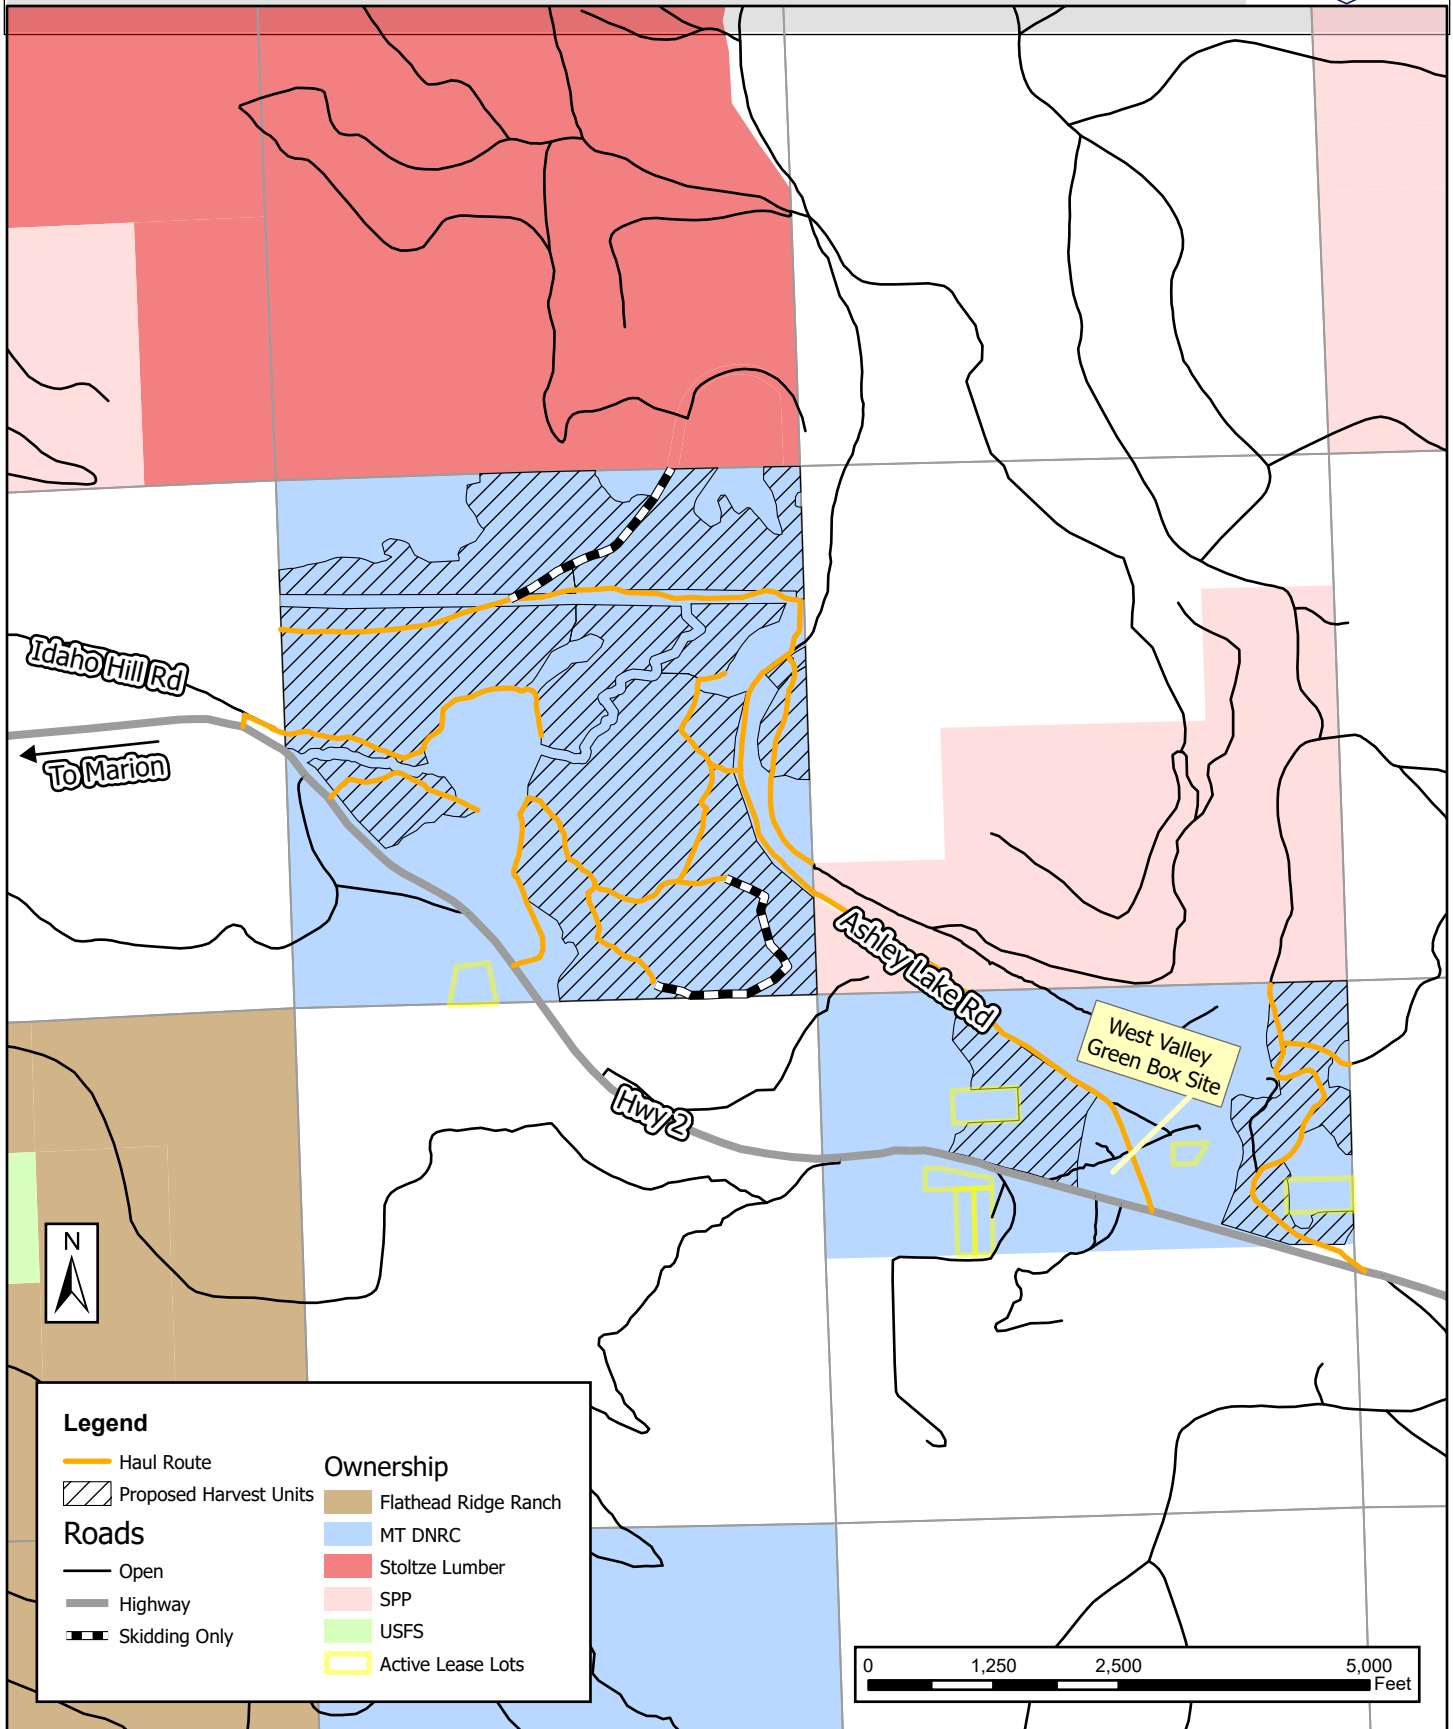 Idaho Hill Rd
To Marion
Ashley Lake Rd
West Valley
Green Box Site
Hwy 2
N
Legend
Haul Route
Proposed Harvest Units
Roads
Open
Highway
Skidding Only
Ownership
Flathead Ridge Ranch
MT DNRC
Stoltze Lumber
SPP
USFS
Active Lease Lots
0 1,250 2,500 5,000
Feet